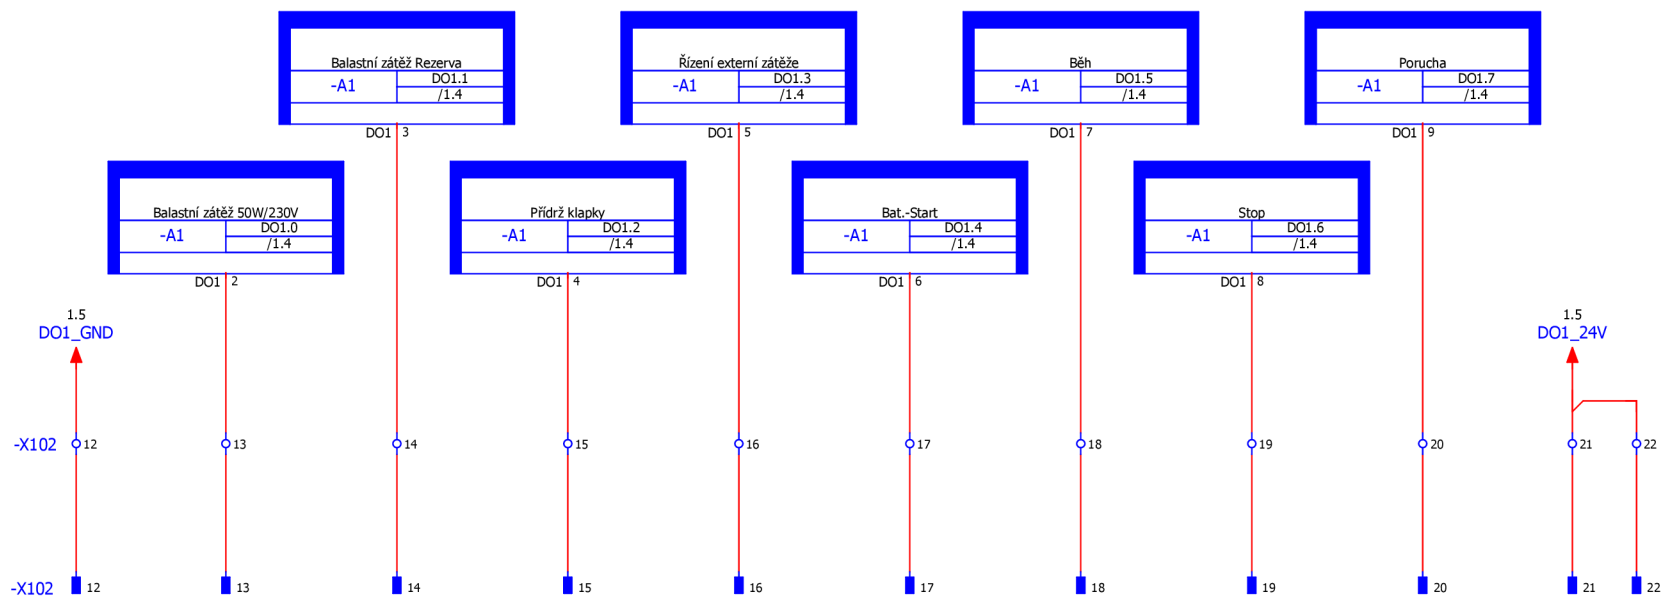 Balastní zátěž Rezerva
-A1
DO1.1
/1.4
DO1 3
Řízení externí zátěže
-A1
DO1.3
/1.4
DO1 5
Běh
-A1
DO1.5
/1.4
DO1 7
Porucha
-A1
DO1.7
/1.4
DO1 9
Balastní zátěž 50W/230V
-A1
DO1.0
/1.4
DO1 2
Přídrž klapky
-A1
DO1.2
/1.4
DO1 4
Bat.-Start
-A1
DO1.4
/1.4
DO1 6
Stop
-A1
DO1.6
/1.4
DO1 8
1.5
DO1_GND
1.5
DO1_24V
-X102 12 13 14 15 16 17 18 19 20 21 22
-X102 12 13 14 15 16 17 18 19 20 21 22